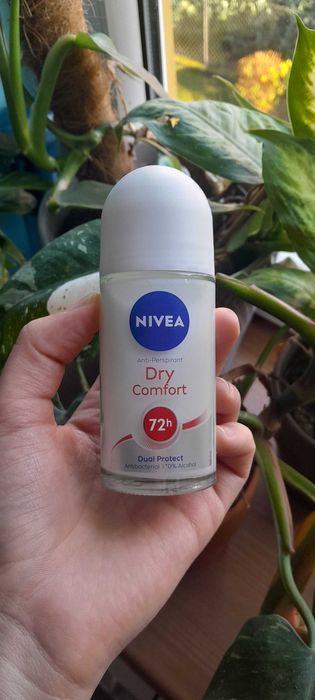 NIVEA
Anti-Perspirant
Dry
Comfort
72h
Dual Protect
Antibacterial | *0% Alcohol